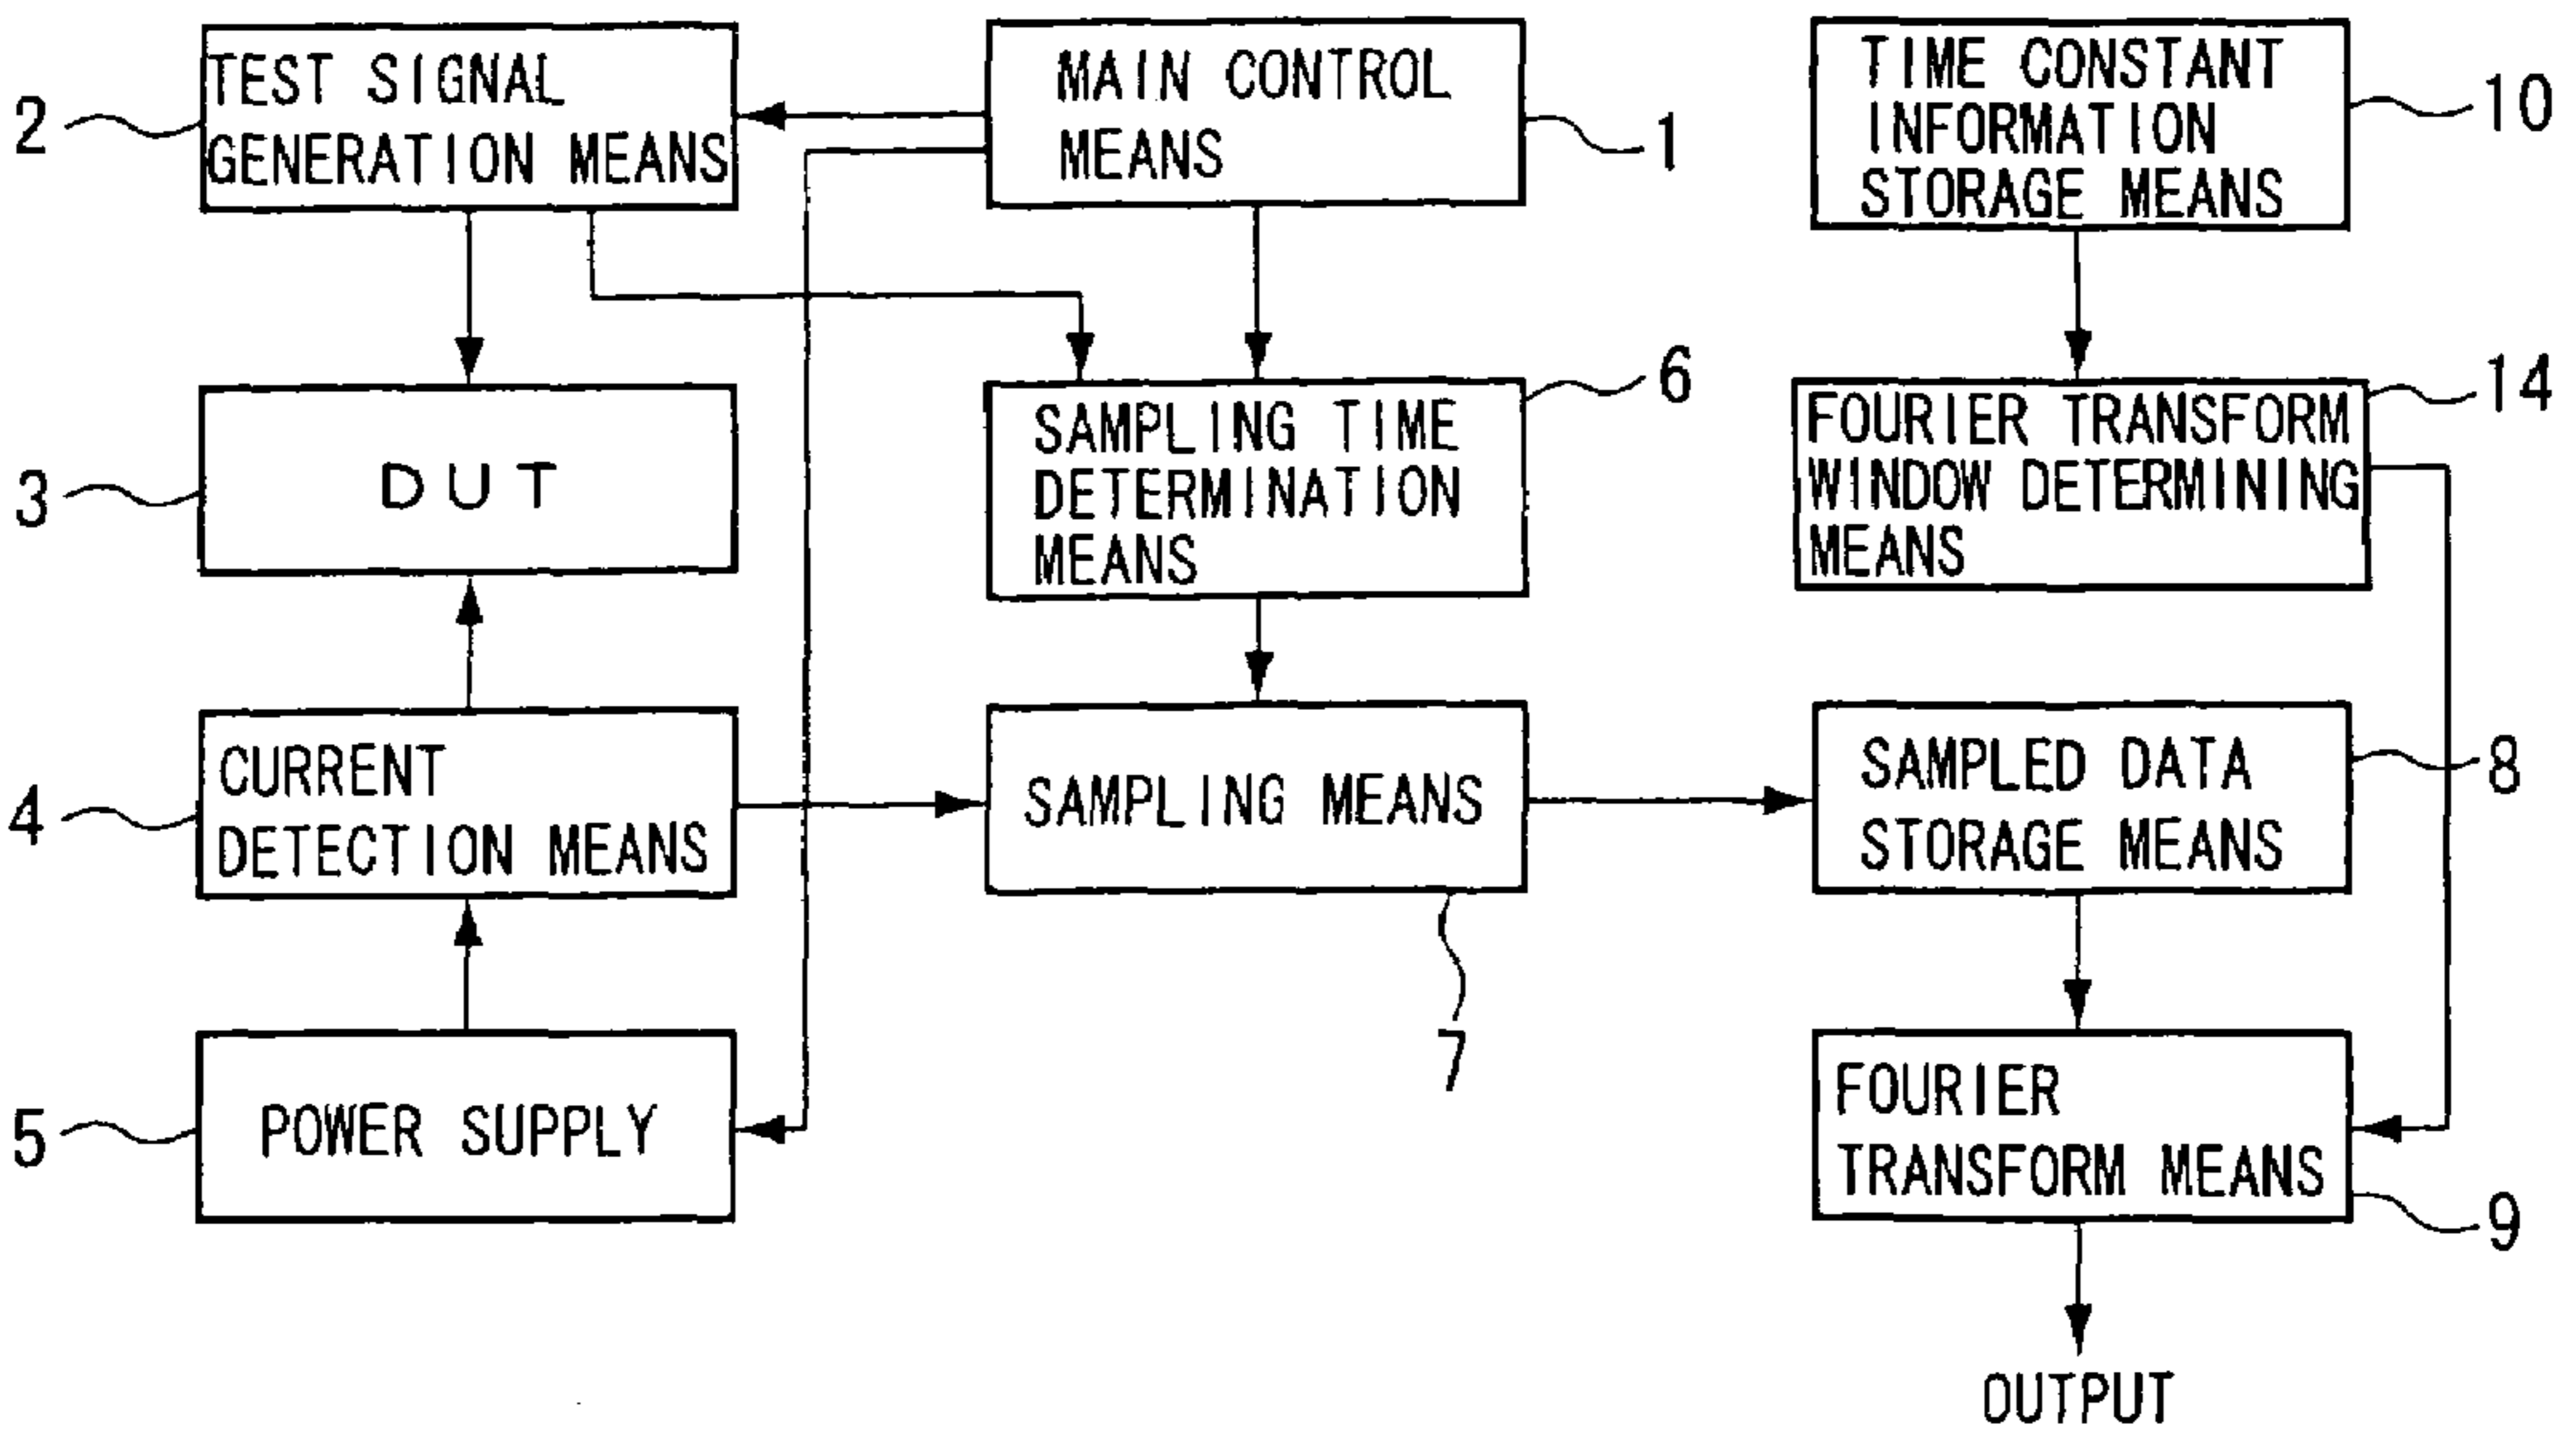 2
TEST SIGNAL
GENERATION MEANS
MAIN CONTROL
MEANS
1
TIME CONSTANT
INFORMATION
STORAGE MEANS
10
3
DUT
SAMPLING TIME
DETERMINATION
MEANS
6
FOURIER TRANSFORM
WINDOW DETERMINING
MEANS
14
4
CURRENT
DETECTION MEANS
SAMPLING MEANS
7
SAMPLED DATA
STORAGE MEANS
8
5
POWER SUPPLY
FOURIER
TRANSFORM MEANS
9
OUTPUT